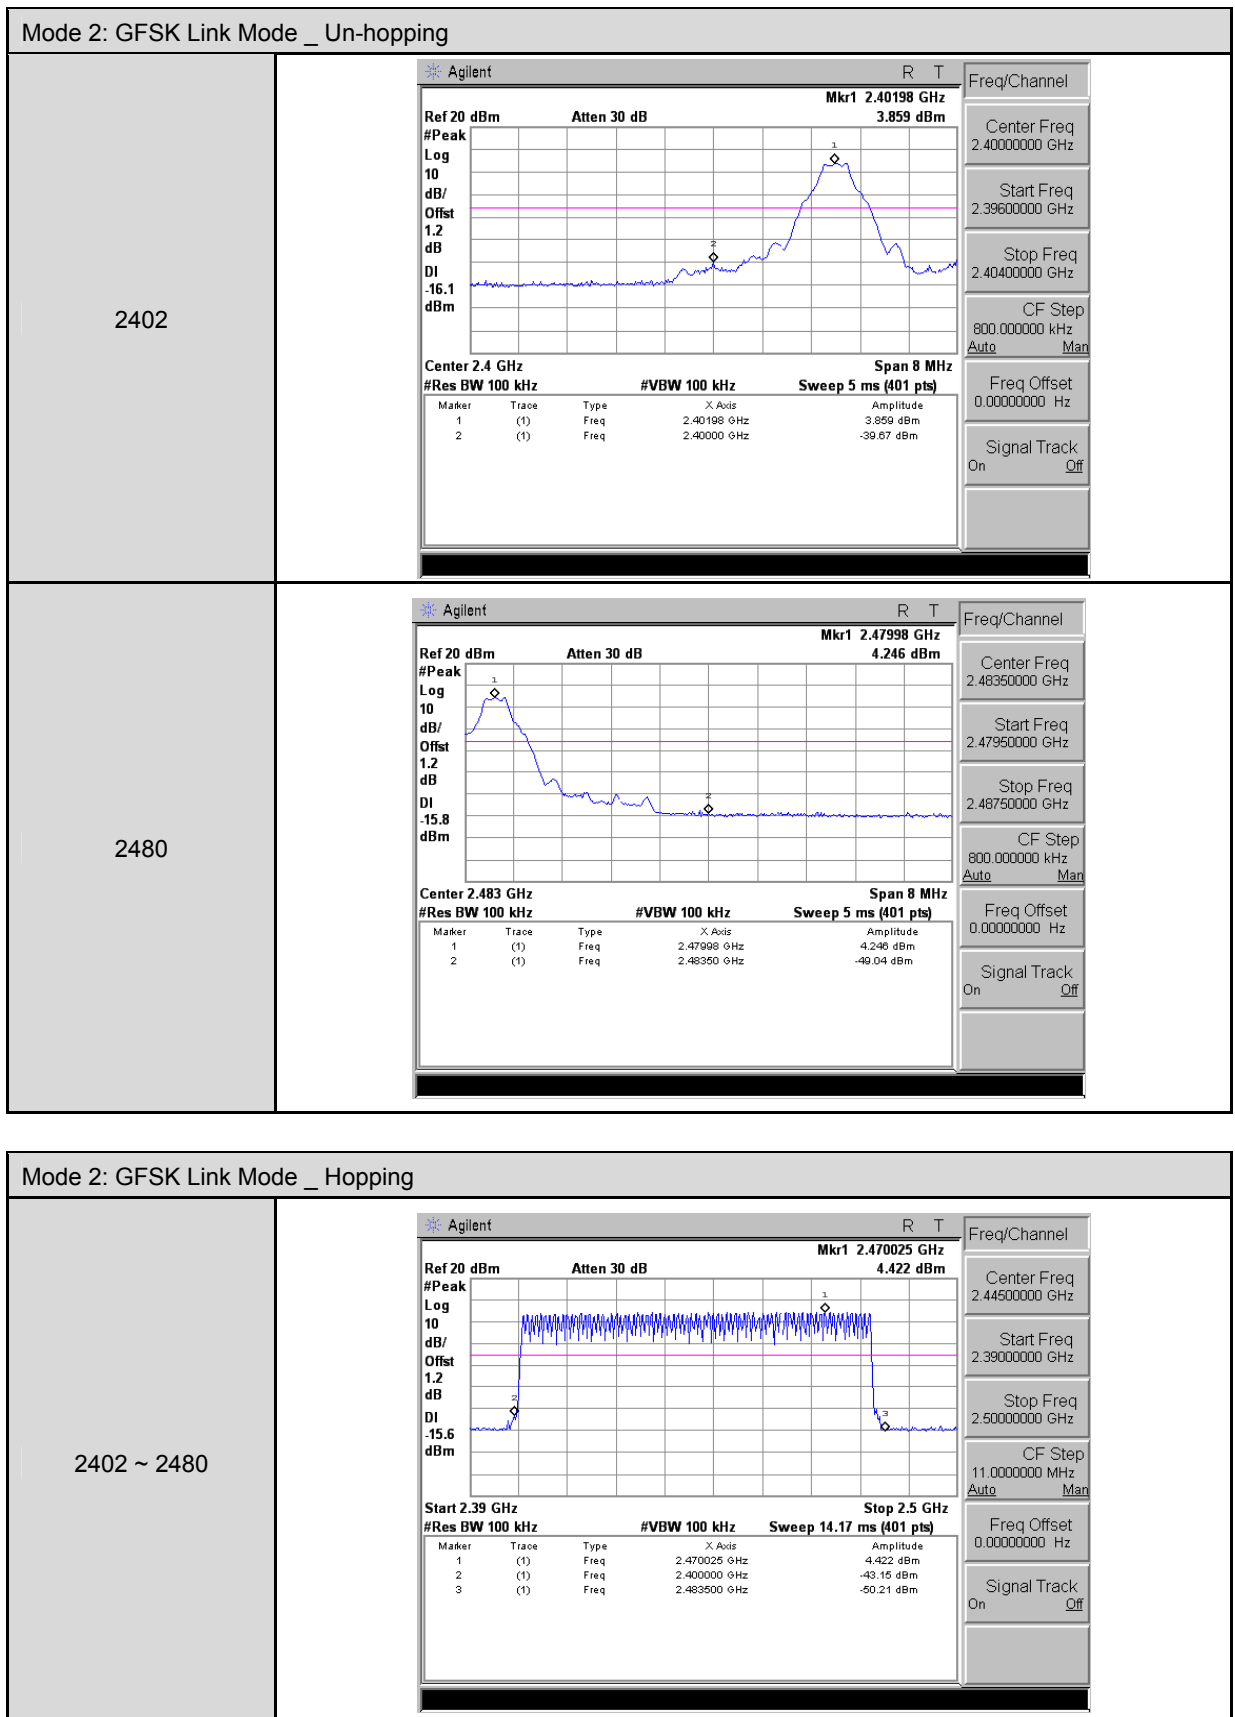 Mode 2: GFSK Link Mode _ Un-hopping
2402
Agilent
R T
Mkr1 2.40198 GHz
Ref 20 dBm Atten 30 dB 3.859 dBm
#Peak
Log
10
dB/
Offst
1.2
dB
DI
-16.1
dBm
1
2
Center 2.4 GHz Span 8 MHz
#Res BW 100 kHz #VBW 100 kHz Sweep 5 ms (401 pts)
Marker Trace Type X Axis Amplitude
1 (1) Freq 2.40198 GHz 3.859 dBm
2 (1) Freq 2.40000 GHz -39.67 dBm
Freq/Channel
Center Freq
2.40000000 GHz
Start Freq
2.39600000 GHz
Stop Freq
2.40400000 GHz
CF Step
800.000000 kHz
Auto Man
Freq Offset
0.00000000 Hz
Signal Track
On Off
2480
Agilent
R T
Mkr1 2.47998 GHz
Ref 20 dBm Atten 30 dB 4.246 dBm
#Peak
Log
10
dB/
Offst
1.2
dB
DI
-15.8
dBm
1
2
Center 2.483 GHz Span 8 MHz
#Res BW 100 kHz #VBW 100 kHz Sweep 5 ms (401 pts)
Marker Trace Type X Axis Amplitude
1 (1) Freq 2.47998 GHz 4.246 dBm
2 (1) Freq 2.48350 GHz -49.04 dBm
Freq/Channel
Center Freq
2.48350000 GHz
Start Freq
2.47950000 GHz
Stop Freq
2.48750000 GHz
CF Step
800.000000 kHz
Auto Man
Freq Offset
0.00000000 Hz
Signal Track
On Off
Mode 2: GFSK Link Mode _ Hopping
2402 ~ 2480
Agilent
R T
Mkr1 2.470025 GHz
Ref 20 dBm Atten 30 dB 4.422 dBm
#Peak
Log
10
dB/
Offst
1.2
dB
DI
-15.6
dBm
1
2
3
Start 2.39 GHz Stop 2.5 GHz
#Res BW 100 kHz #VBW 100 kHz Sweep 14.17 ms (401 pts)
Marker Trace Type X Axis Amplitude
1 (1) Freq 2.470025 GHz 4.422 dBm
2 (1) Freq 2.400000 GHz -43.15 dBm
3 (1) Freq 2.483500 GHz -50.21 dBm
Freq/Channel
Center Freq
2.44500000 GHz
Start Freq
2.39000000 GHz
Stop Freq
2.50000000 GHz
CF Step
11.0000000 MHz
Auto Man
Freq Offset
0.00000000 Hz
Signal Track
On Off